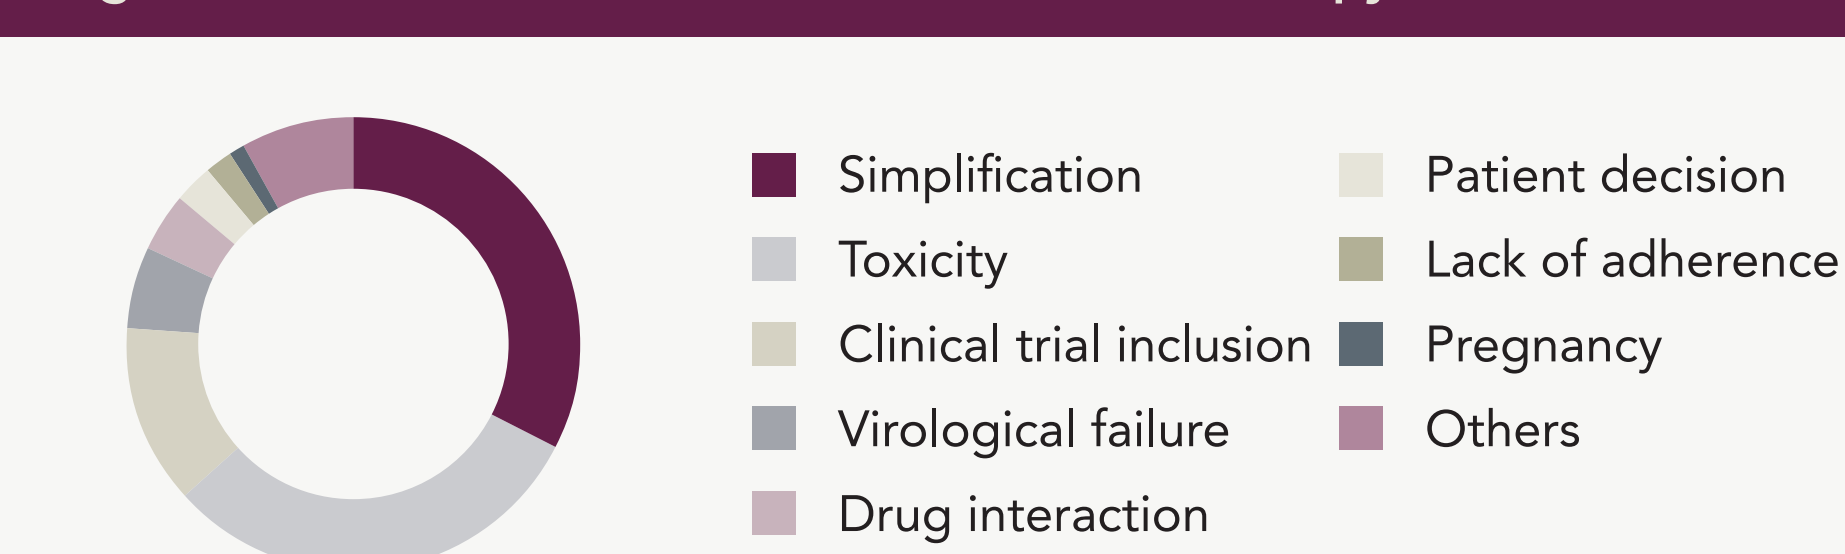 Simplification
Toxicity
Clinical trial inclusion
Virological failure
Drug interaction
Patient decision
Lack of adherence
Pregnancy
Others